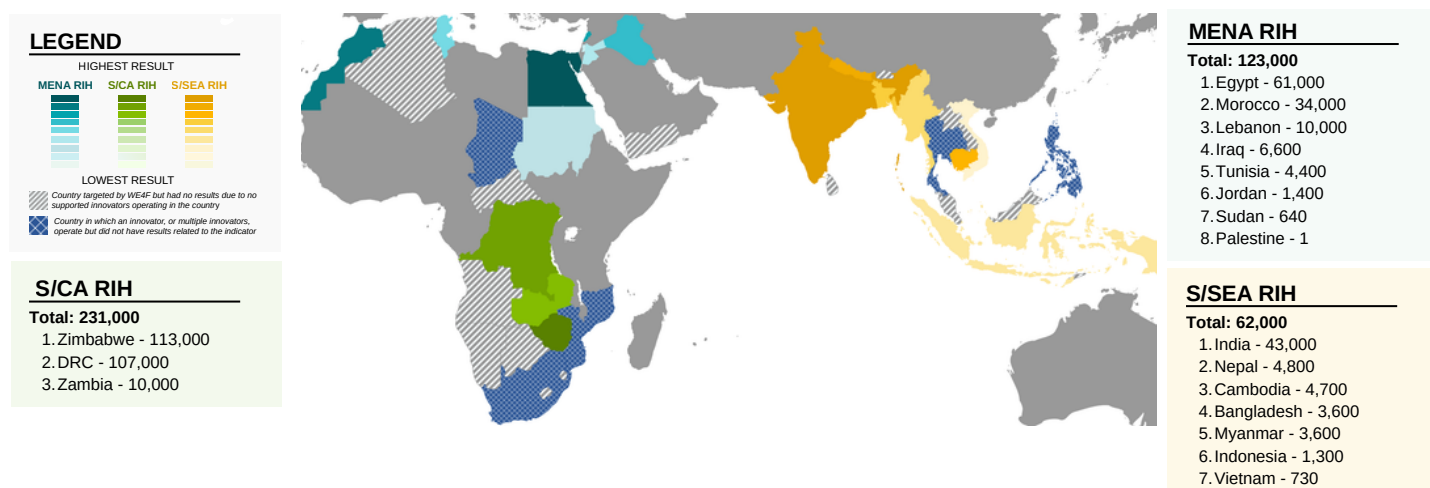 LEGEND
HIGHEST RESULT
MENA RIH S/CA RIH S/SEA RIH
LOWEST RESULT
Country targeted by WE4F but had no results due to no
supported innovators operating in the country
Country in which an innovator, or multiple innovators,
operate but did not have results related to the indicator
S/CA RIH
Total: 231,000
1. Zimbabwe - 113,000
2. DRC - 107,000
3. Zambia - 10,000
MENA RIH
Total: 123,000
1. Egypt - 61,000
2. Morocco - 34,000
3. Lebanon - 10,000
4. Iraq - 6,600
5. Tunisia - 4,400
6. Jordan - 1,400
7. Sudan - 640
8. Palestine - 1
S/SEA RIH
Total: 62,000
1. India - 43,000
2. Nepal - 4,800
3. Cambodia - 4,700
4. Bangladesh - 3,600
5. Myanmar - 3,600
6. Indonesia - 1,300
7. Vietnam - 730